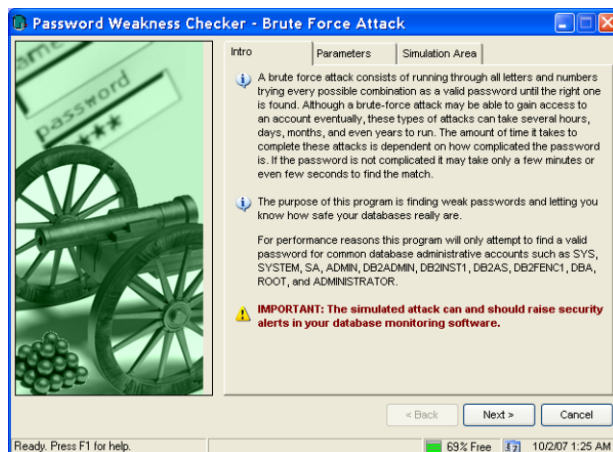 Password Weakness Checker - Brute Force Attack
Intro
Parameters
Simulation Area
password
***
A brute force attack consists of running through all letters and numbers
trying every possible combination as a valid password until the right one
is found. Although a brute-force attack may be able to gain access to
an account eventually, these types of attacks can take several hours,
days, months, and even years to run. The amount of time it takes to
complete these attacks is dependent on how complicated the password
is. If the password is not complicated it may take only a few minutes or
even few seconds to find the match.
The purpose of this program is finding weak passwords and letting you
know how safe your databases really are.
For performance reasons this program will only attempt to find a valid
password for common database administrative accounts such as SYS,
SYSTEM, SA, ADMIN, DB2ADMIN, DB2INST1, DB2AS, DB2FENC1, DBA,
ROOT, and ADMINISTRATOR.
IMPORTANT: The simulated attack can and should raise security
alerts in your database monitoring software.
< Back
Next >
Cancel
Ready. Press F1 for help.
69% Free
10/2/07 1:25 AM